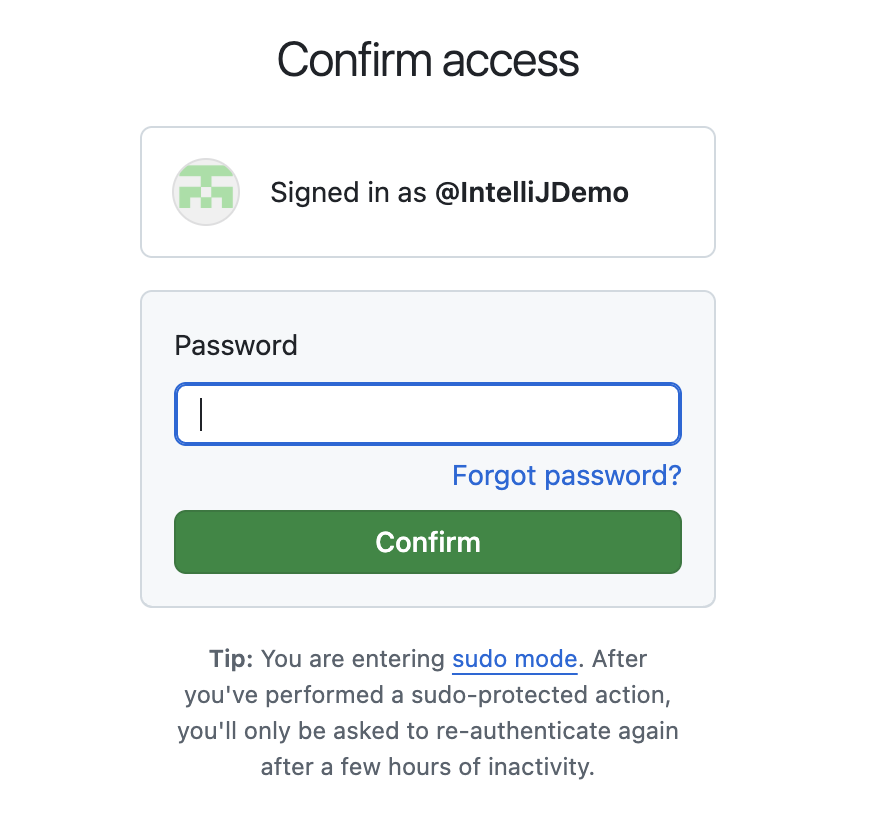 Confirm access
Signed in as @IntelliJDemo
Password
Forgot password?
Confirm
Tip: You are entering sudo mode. After
you've performed a sudo-protected action,
you'll only be asked to re-authenticate again
after a few hours of inactivity.